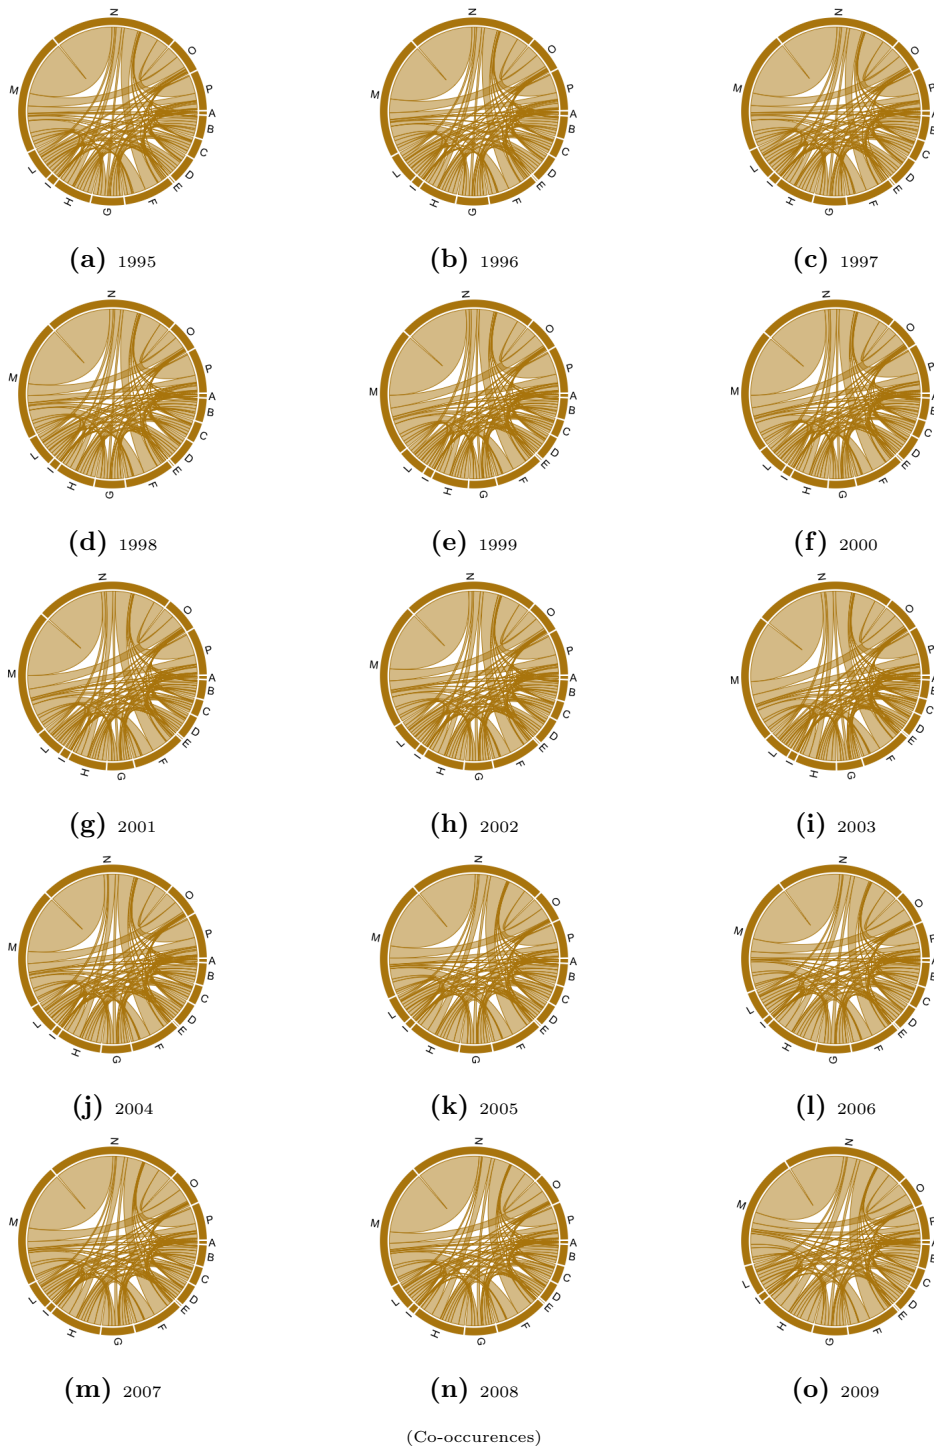 N O P A B C D E F G H I L M
N O P A B C D E F G H I L M
N O P A B C D E F G H I L M
(a) 1995
(b) 1996
(c) 1997
N O P A B C D E F G H I L M
N O P A B C D E F G H I L M
N O P A B C D E F G H I L M
(d) 1998
(e) 1999
(f) 2000
N O P A B C D E F G H I L M
N O P A B C D E F G H I L M
N O P A B C D E F G H I L M
(g) 2001
(h) 2002
(i) 2003
N O P A B C D E F G H I L M
N O P A B C D E F G H I L M
N O P A B C D E F G H I L M
(j) 2004
(k) 2005
(l) 2006
N O P A B C D E F G H I L M
N O P A B C D E F G H I L M
N O P A B C D E F G H I L M
(m) 2007
(n) 2008
(o) 2009
(Co-occurences)